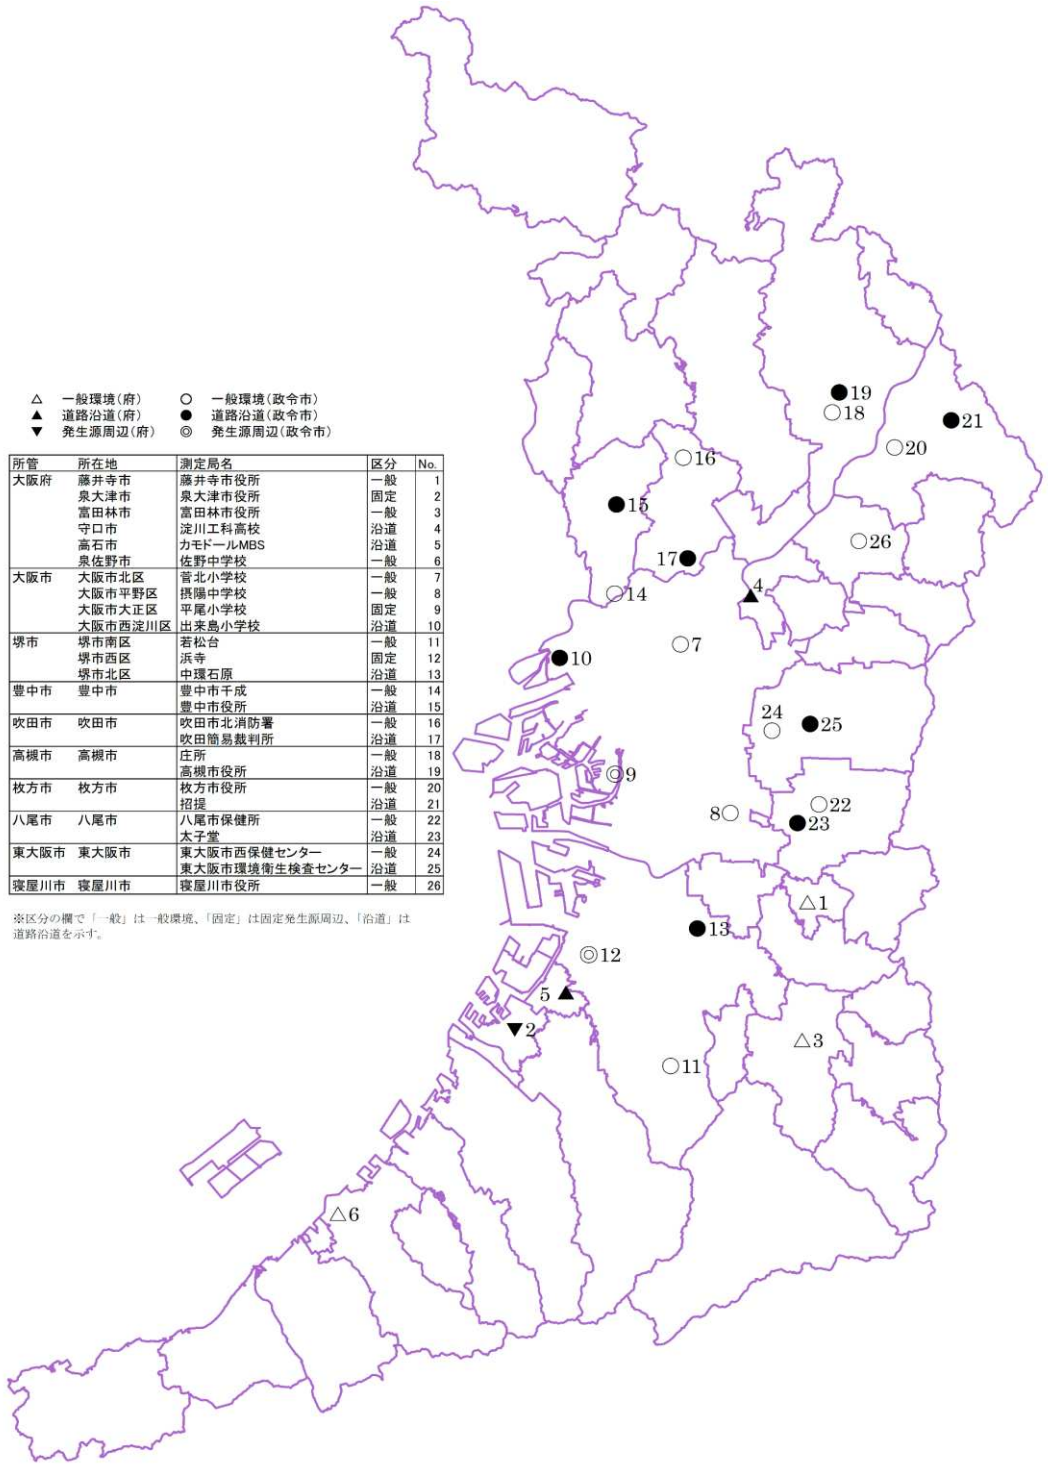 △ 一般環境(府) ○ 一般環境(政令市)
▲ 道路沿道(府) ● 道路沿道(政令市)
▼ 発生源周辺(府) ◎ 発生源周辺(政令市)
所管 所在地 測定局名 区分 No.
大阪府 藤井寺市 藤井寺市役所 一般 1
泉大津市 泉大津市役所 固定 2
富田林市 富田林市役所 一般 3
守口市 淀川工科高校 沿道 4
高石市 カモドールMBS 沿道 5
泉佐野市 佐野中学校 一般 6
大阪市 大阪市北区 菅北小学校 一般 7
大阪市平野区 摂陽中学校 一般 8
大阪市大正区 平尾小学校 固定 9
大阪市西淀川区 出来島小学校 沿道 10
堺市 堺市南区 若松台 一般 11
堺市西区 浜寺 固定 12
堺市北区 中環石原 沿道 13
豊中市 豊中市 豊中市千成 一般 14
豊中市役所 沿道 15
吹田市 吹田市 吹田市北消防署 一般 16
吹田簡易裁判所 沿道 17
高槻市 高槻市 庄所 一般 18
高槻市役所 沿道 19
枚方市 枚方市 枚方市役所 一般 20
招提 沿道 21
八尾市 八尾市 八尾市保健所 一般 22
太子堂 沿道 23
東大阪市 東大阪市 東大阪市西保健センター 一般 24
東大阪市環境衛生検査センター 沿道 25
寝屋川市 寝屋川市 寝屋川市役所 一般 26
※区分の欄で「一般」は一般環境、「固定」は固定発生源周辺、「沿道」は
道路沿道を示す。
19
18
21
20
16
15
26
17
4
14
7
10
24
25
9
22
8
23
1
13
12
5
2
3
11
6